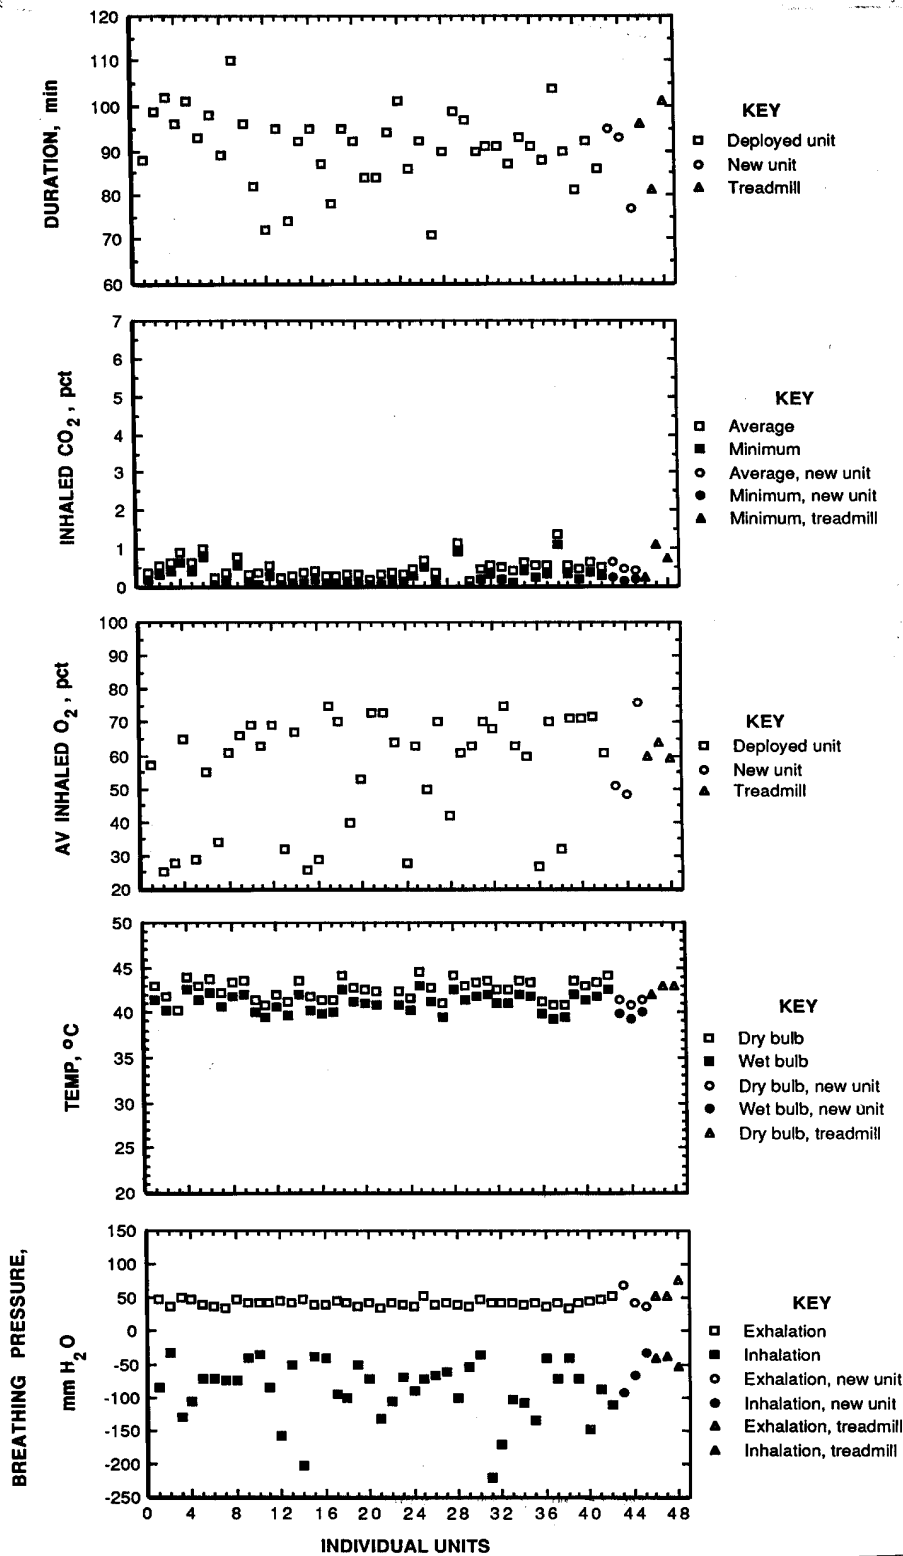 DURATION, min
120
110
100
90
80
70
60
KEY
Deployed unit
New unit
Treadmill
INHALED CO2, pct
7
6
5
4
3
2
1
0
KEY
Average
Minimum
Average, new unit
Minimum, new unit
Minimum, treadmill
AV INHALED O2, pct
100
90
80
70
60
50
40
30
20
KEY
Deployed unit
New unit
Treadmill
TEMP, °C
50
45
40
35
30
25
20
KEY
Dry bulb
Wet bulb
Dry bulb, new unit
Wet bulb, new unit
Dry bulb, treadmill
BREATHING PRESSURE,
mm H2O
150
100
50
0
-50
-100
-150
-200
-250
KEY
Exhalation
Inhalation
Exhalation, new unit
Inhalation, new unit
Exhalation, treadmill
Inhalation, treadmill
0 4 8 12 16 20 24 28 32 36 40 44 48
INDIVIDUAL UNITS